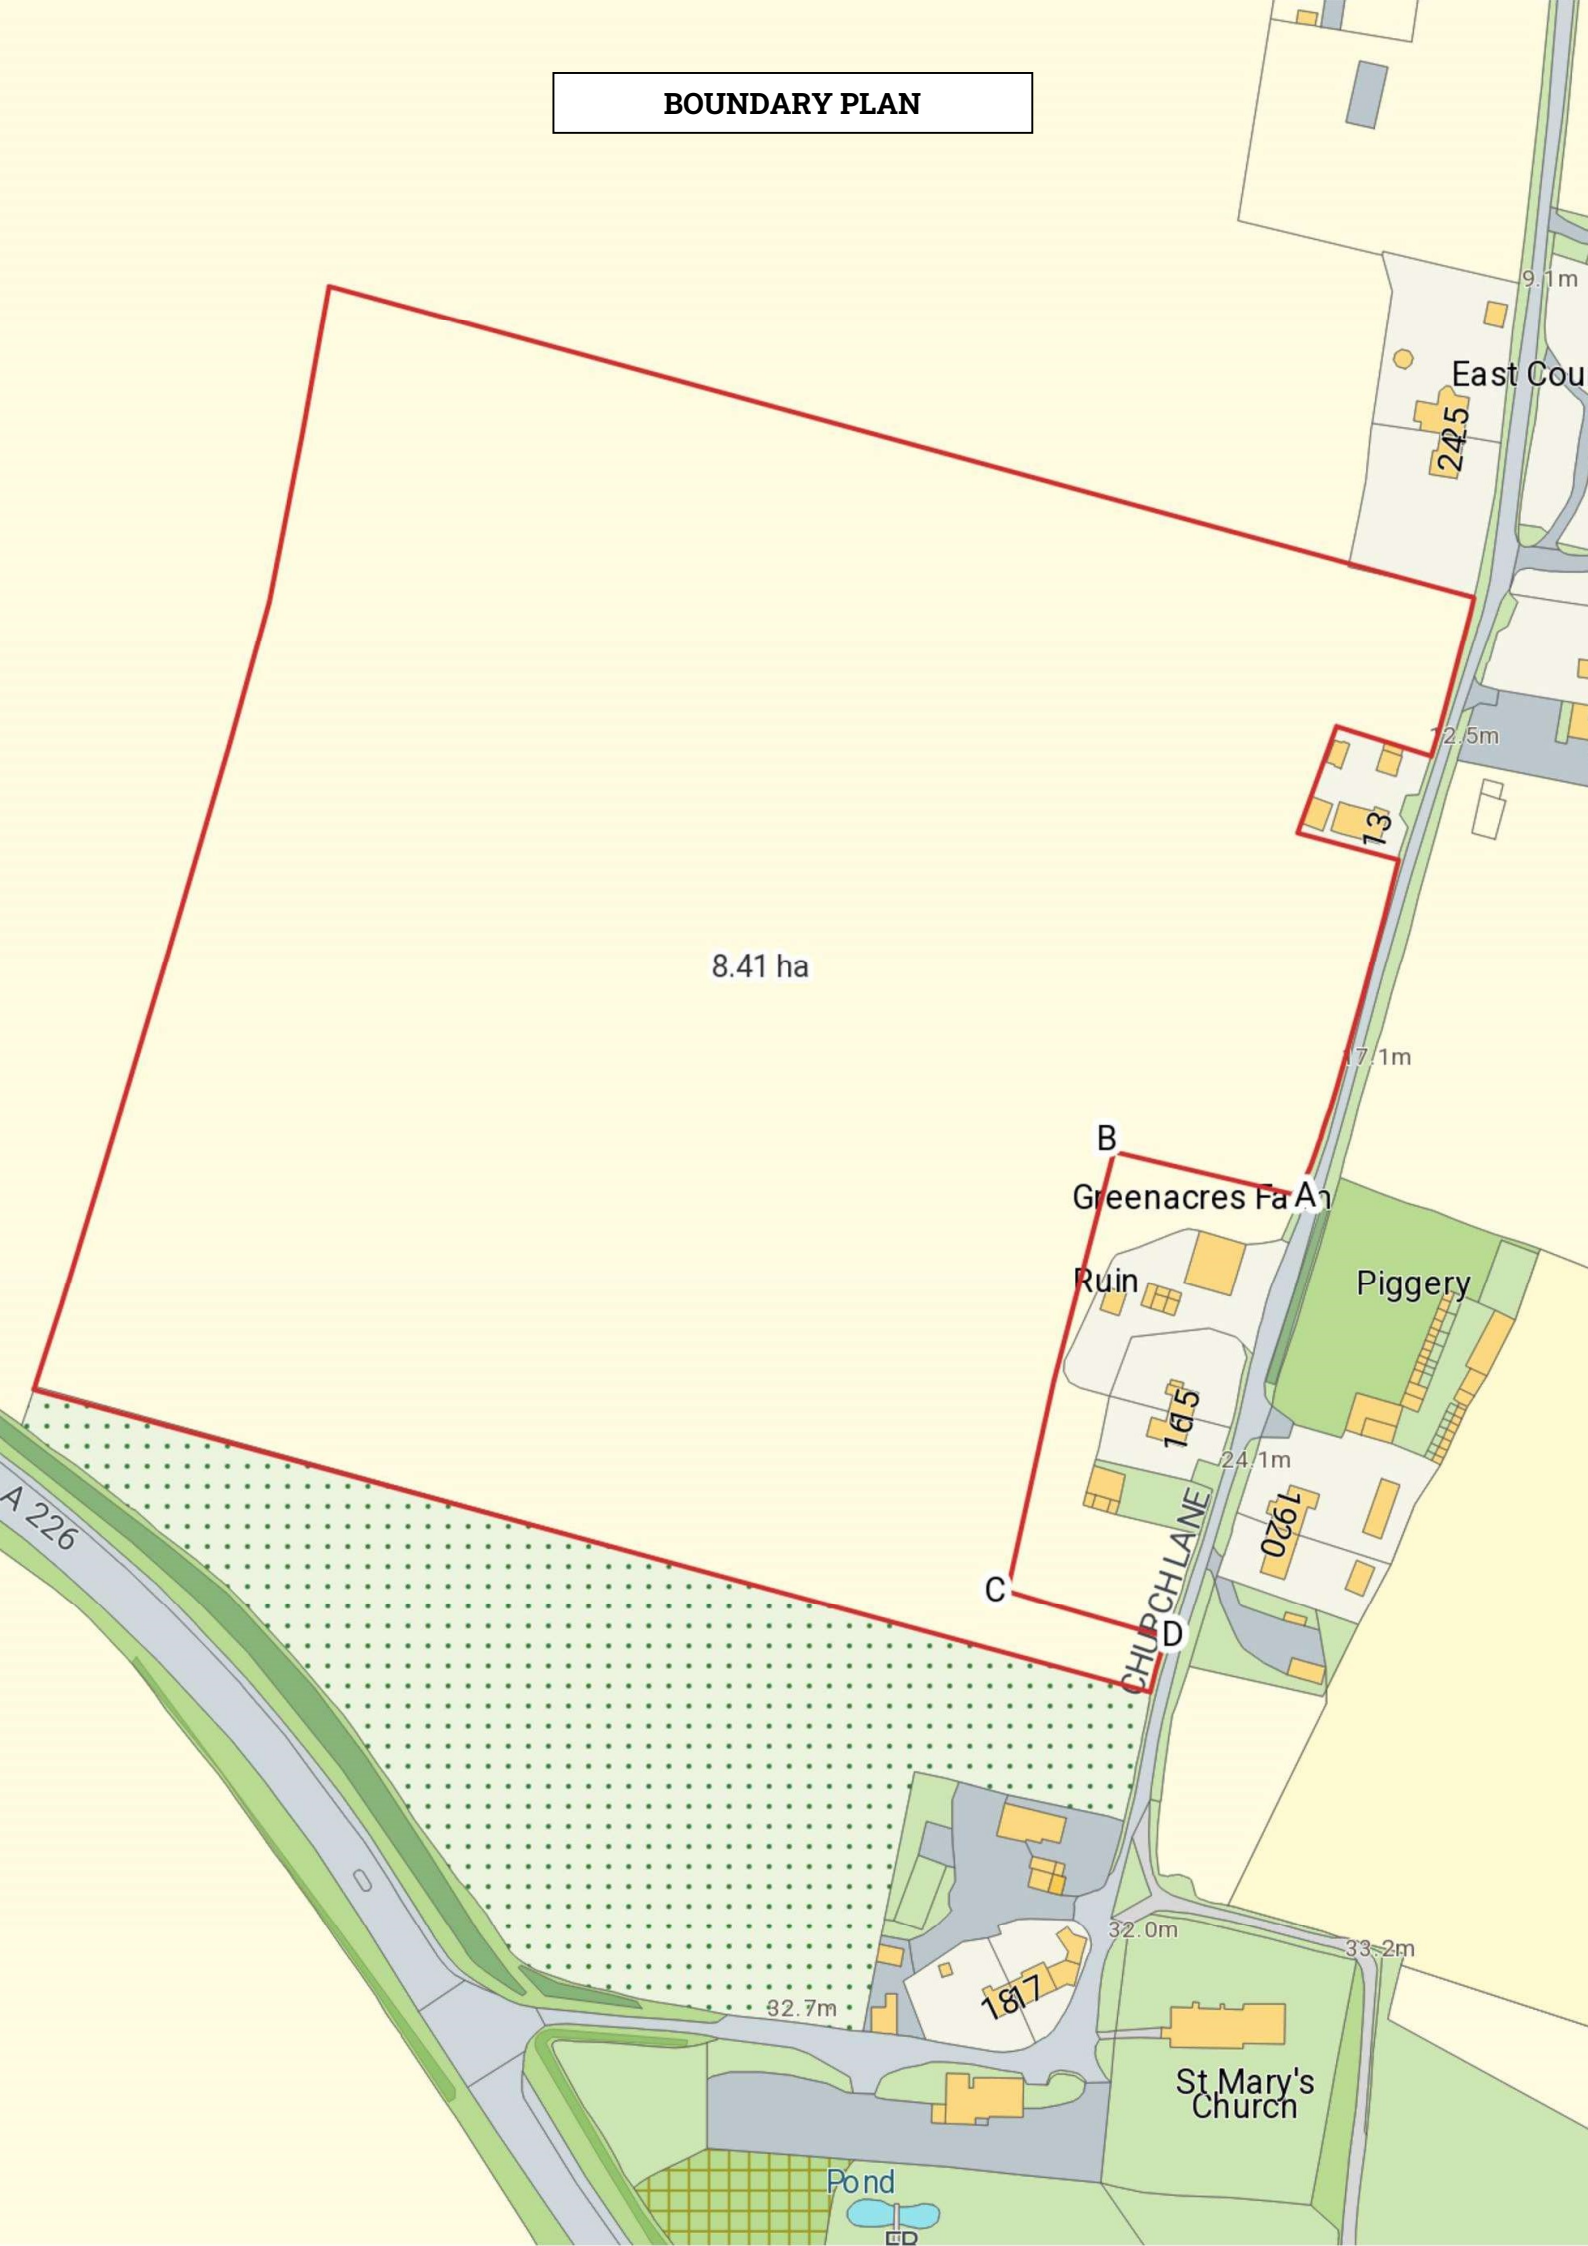 BOUNDARY PLAN
9.1m
East Cou
25
24
12.5m
13
8.41 ha
17.1m
B
A
Greenacres Fa
Ruin
Piggery
15
16
24.1m
A 226
19
20
C
D
CHURCH LANE
32.0m
33.2m
18
17
32.7m
St Mary's
Church
Pond